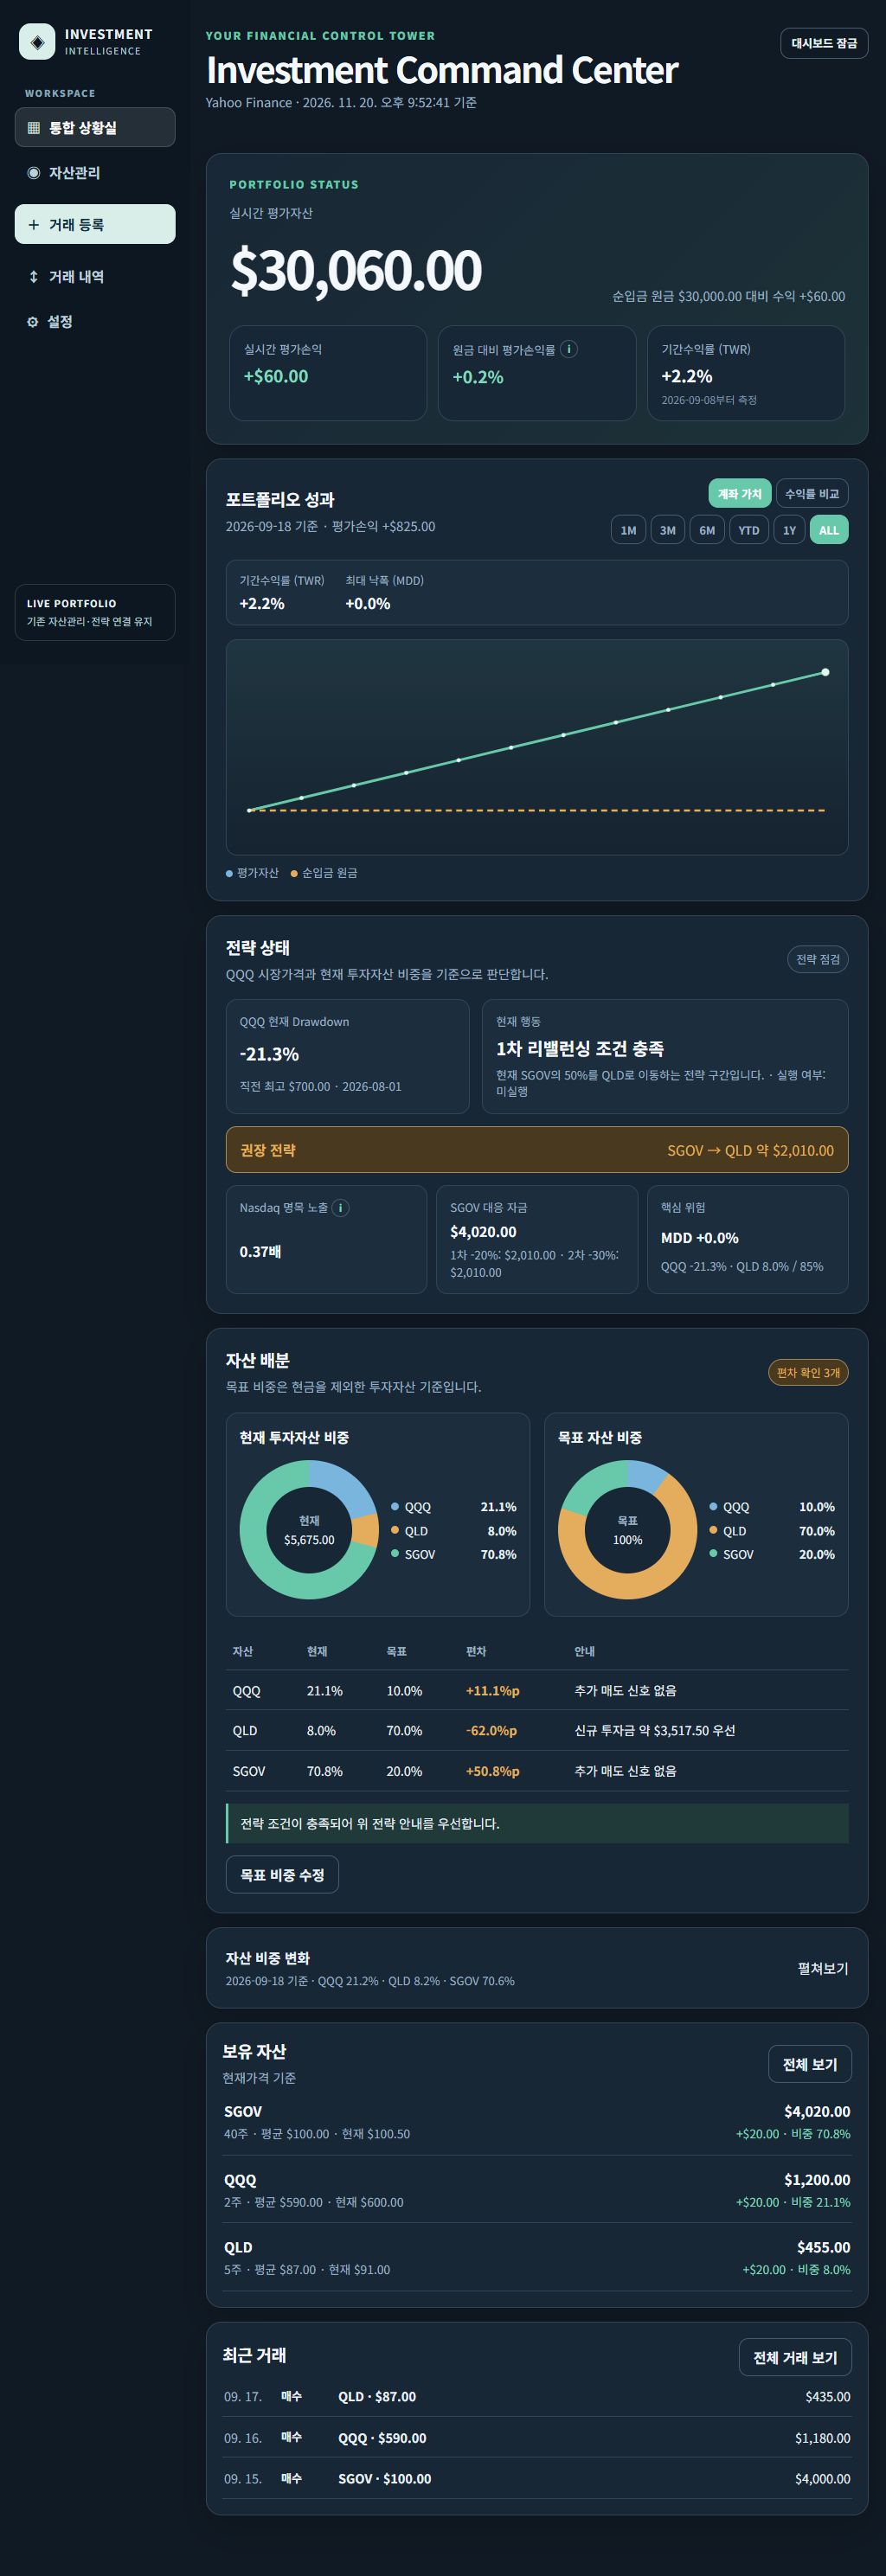 INVESTMENT
INTELLIGENCE
WORKSPACE
통합 상황실
자산관리
+ 거래 등록
거래 내역
설정
LIVE PORTFOLIO
기존 자산관리·전략 연결 유지
YOUR FINANCIAL CONTROL TOWER
Investment Command Center
Yahoo Finance · 2026. 11. 20. 오후 9:52:41 기준
대시보드 잠금
PORTFOLIO STATUS
실시간 평가자산
$30,060.00
순입금 원금 $30,000.00 대비 수익 +$60.00
실시간 평가손익
+$60.00
원금 대비 평가손익률 i
+0.2%
기간수익률 (TWR)
+2.2%
2026-09-08부터 측정
포트폴리오 성과
2026-09-18 기준 · 평가손익 +$825.00
계좌 가치 수익률 비교
1M 3M 6M YTD 1Y ALL
기간수익률 (TWR)
+2.2%
최대 낙폭 (MDD)
+0.0%
평가자산 순입금 원금
전략 상태
QQQ 시장가격과 현재 투자자산 비중을 기준으로 판단합니다.
전략 점검
QQQ 현재 Drawdown
-21.3%
직전 최고 $700.00 · 2026-08-01
현재 행동
1차 리밸런싱 조건 충족
현재 SGOV의 50%를 QLD로 이동하는 전략 구간입니다. · 실행 여부:
미실행
권장 전략
SGOV → QLD 약 $2,010.00
Nasdaq 명목 노출 i
0.37배
SGOV 대응 자금
$4,020.00
1차 -20%: $2,010.00 · 2차 -30%:
$2,010.00
핵심 위험
MDD +0.0%
QQQ -21.3% · QLD 8.0% / 85%
자산 배분
목표 비중은 현금을 제외한 투자자산 기준입니다.
편차 확인 3개
현재 투자자산 비중
현재
$5,675.00
QQQ 21.1%
QLD 8.0%
SGOV 70.8%
목표 자산 비중
목표
100%
QQQ 10.0%
QLD 70.0%
SGOV 20.0%
자산 현재 목표 편차 안내
QQQ 21.1% 10.0% +11.1%p 추가 매도 신호 없음
QLD 8.0% 70.0% -62.0%p 신규 투자금 약 $3,517.50 우선
SGOV 70.8% 20.0% +50.8%p 추가 매도 신호 없음
전략 조건이 충족되어 위 전략 안내를 우선합니다.
목표 비중 수정
자산 비중 변화
2026-09-18 기준 · QQQ 21.2% · QLD 8.2% · SGOV 70.6%
펼쳐보기
보유 자산
현재가격 기준
전체 보기
SGOV
40주 · 평균 $100.00 · 현재 $100.50
$4,020.00
+$20.00 · 비중 70.8%
QQQ
2주 · 평균 $590.00 · 현재 $600.00
$1,200.00
+$20.00 · 비중 21.1%
QLD
5주 · 평균 $87.00 · 현재 $91.00
$455.00
+$20.00 · 비중 8.0%
최근 거래
전체 거래 보기
09. 17. 매수 QLD · $87.00 $435.00
09. 16. 매수 QQQ · $590.00 $1,180.00
09. 15. 매수 SGOV · $100.00 $4,000.00